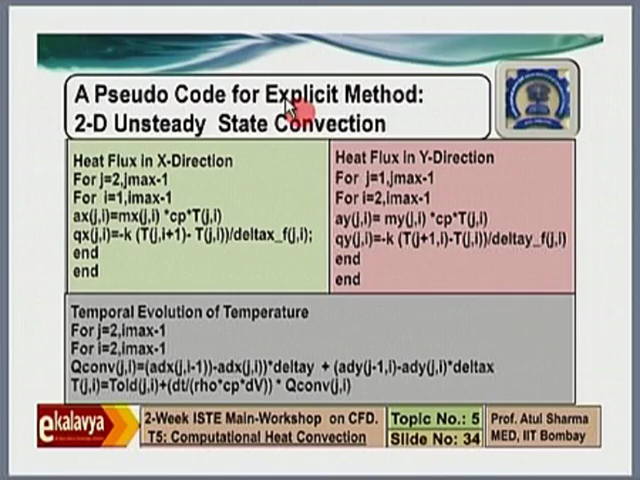 A Pseudo Code for Explicit Method:
2-D Unsteady State Convection
Heat Flux in X-Direction
For j=2,jmax-1
For i=1,imax-1
ax(j,i)=mx(j,i) *cp*T(j,i)
qx(j,i)=-k (T(j,i+1)- T(j,i))/deltax_f(j,i);
end
end
Heat Flux in Y-Direction
For j=1,jmax-1
For i=2,imax-1
ay(j,i)= my(j,i) *cp*T(j,i)
qy(j,i)=-k (T(j+1,i)-T(j,i))/deltay_f(j,i)
end
end
Temporal Evolution of Temperature
For j=2,imax-1
For i=2,imax-1
Qconv(j,i)=(adx(j,i-1))-adx(j,i))*deltay + (ady(j-1,i)-ady(j,i)*deltax
T(j,i)=Told(j,i)+(dt/(rho*cp*dV)) * Qconv(j,i)
ekalavya
2-Week ISTE Main-Workshop on CFD.
T5: Computational Heat Convection
Topic No.: 5
Slide No: 34
Prof. Atul Sharma
MED, IIT Bombay